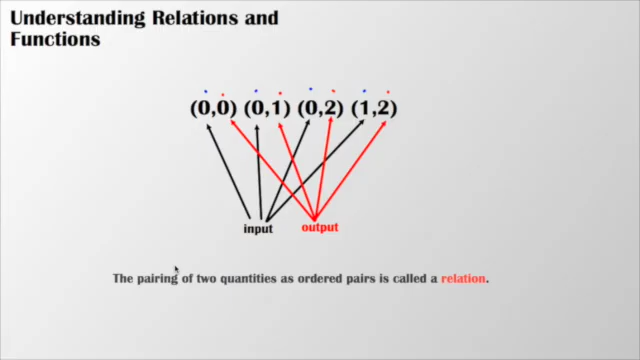 Understanding Relations and
Functions
(0,0) (0,1) (0,2) (1,2)
input output
The pairing of two quantities as ordered pairs is called a relation.